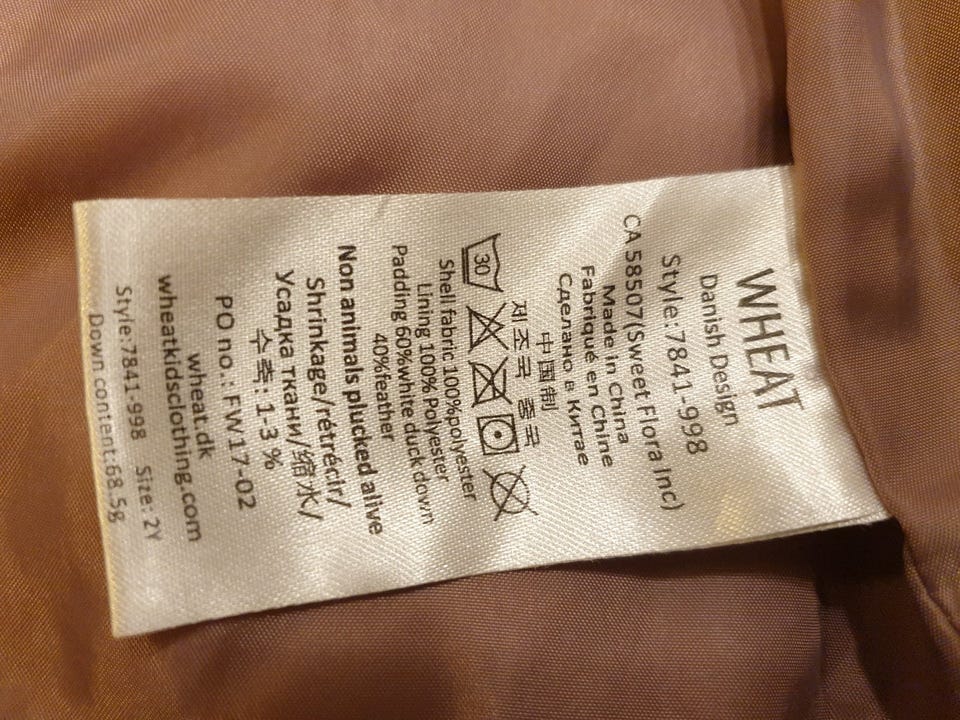 WHEAT
Danish Design
Style:7841-998
CA 58507(Sweet Flora Inc)
Made in China
Fabriqué en Chine
Сделано в Китае
中国制
제조국 중국
30
Shell fabric 100%polyester
Lining 100% Polyester
Padding 60%white duck down
40%feather
Non animals plucked alive
Shrinkage/rétrécir/
Усадка ткани/缩水/
수축:1-3%
PO no.: FW17-02
wheat.dk
wheatkidsclothing.com
Style:7841-998 Size: 2Y
Down content:68.5g